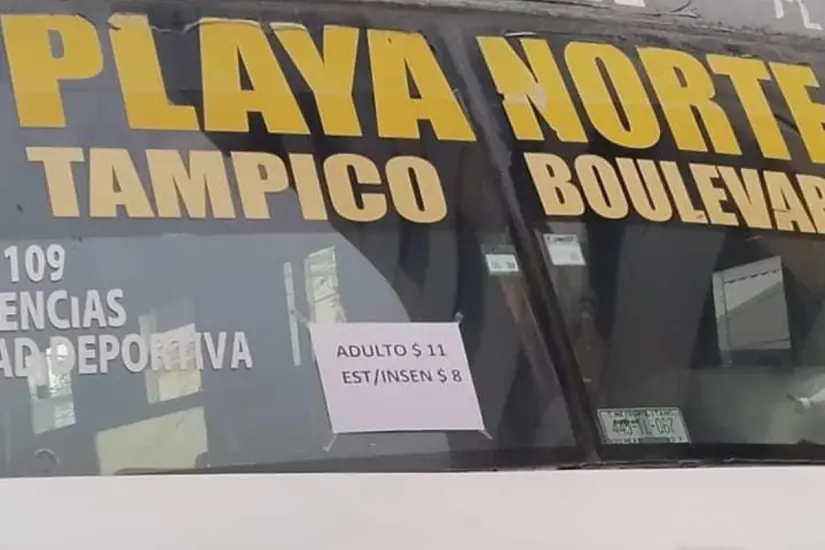 PLAYA NORTE
TAMPICO BOULEVAR
109
ENCIAS
AD DEPORTIVA
ADULTO $ 11
EST/INSEN $ 8